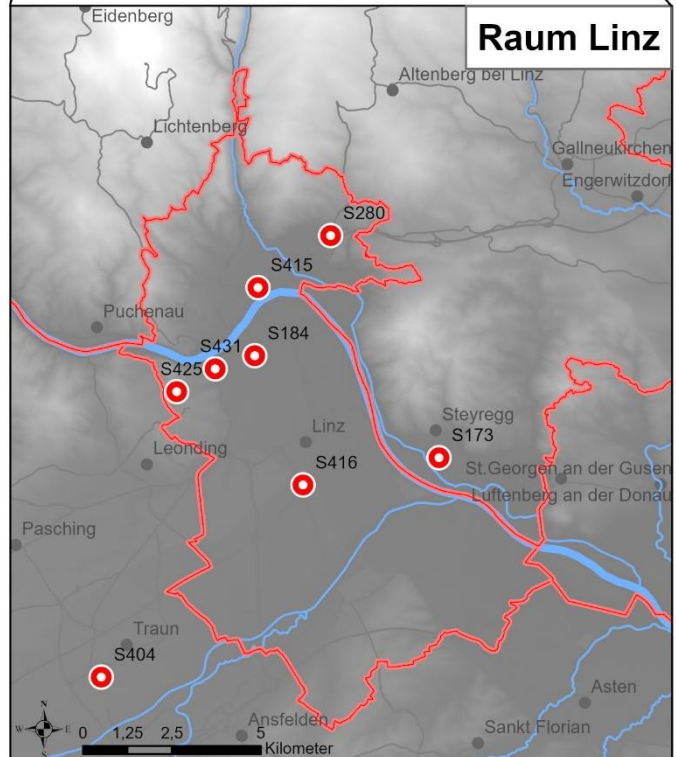 Eidenberg
Raum Linz
Altenberg bei Linz
Lichtenberg
Gallneukirchen
Engerwitzdorf
S280
S415
Puchenau
S184
S431
S425
Steyregg
Linz
S173
Leonding
St.Georgen an der Gusen
S416
Luftenberg an der Donau
Pasching
Traun
S404
Asten
N
W E
S
0 1,25 2,5 5
Kilometer
Ansfelden
Sankt Florian